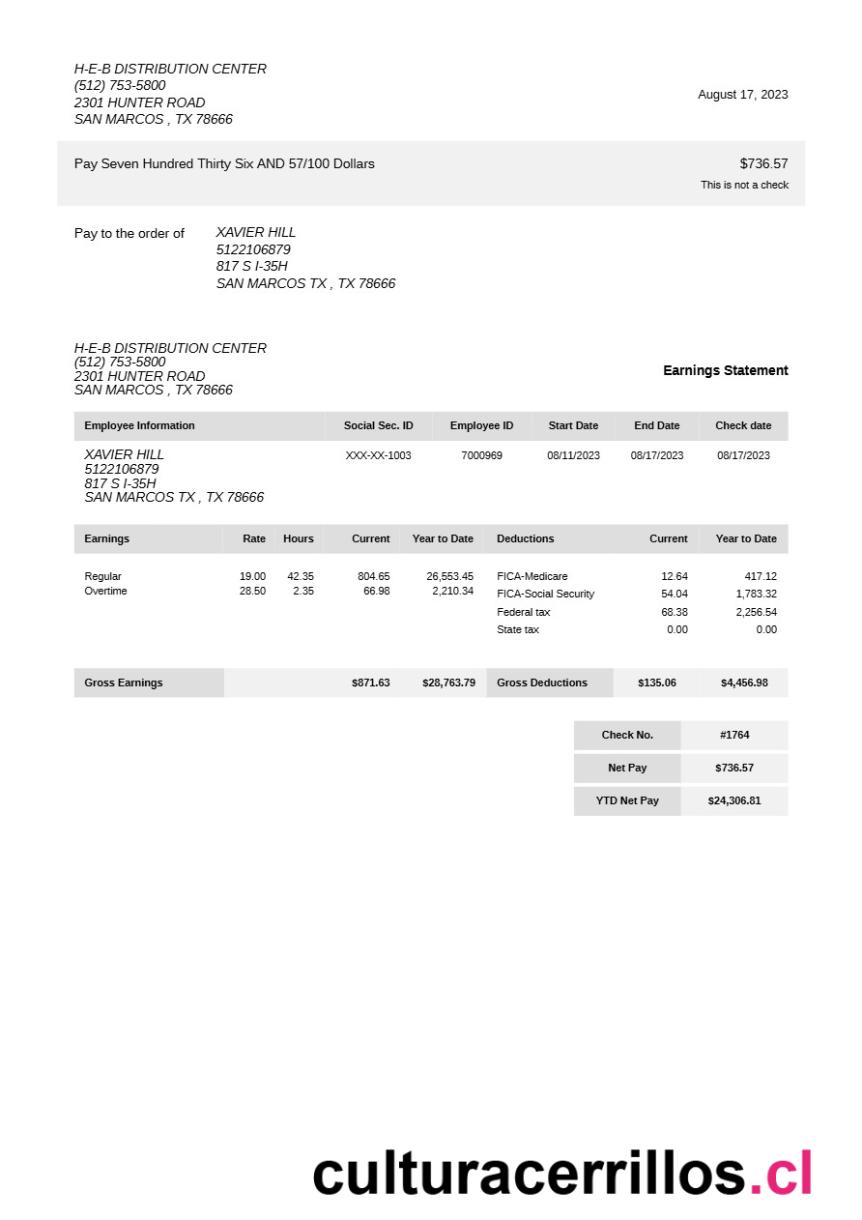 H-E-B DISTRIBUTION CENTER
(512) 753-5800
2301 HUNTER ROAD
SAN MARCOS , TX 78666
August 17, 2023
Pay Seven Hundred Thirty Six AND 57/100 Dollars $736.57
This is not a check
Pay to the order of XAVIER HILL
5122106879
817 S I-35H
SAN MARCOS TX , TX 78666
H-E-B DISTRIBUTION CENTER
(512) 753-5800
2301 HUNTER ROAD
SAN MARCOS , TX 78666
Earnings Statement
Employee Information Social Sec. ID Employee ID Start Date End Date Check date
XAVIER HILL XXX-XX-1003 7000969 08/11/2023 08/17/2023 08/17/2023
5122106879
817 S I-35H
SAN MARCOS TX , TX 78666
Earnings Rate Hours Current Year to Date Deductions Current Year to Date
Regular 19.00 42.35 804.65 26,553.45 FICA-Medicare 12.64 417.12
Overtime 28.50 2.35 66.98 2,210.34 FICA-Social Security 54.04 1,783.32
Federal tax 68.38 2,256.54
State tax 0.00 0.00
Gross Earnings $871.63 $28,763.79 Gross Deductions $135.06 $4,456.98
Check No. #1764
Net Pay $736.57
YTD Net Pay $24,306.81
culturacerrillos.cl